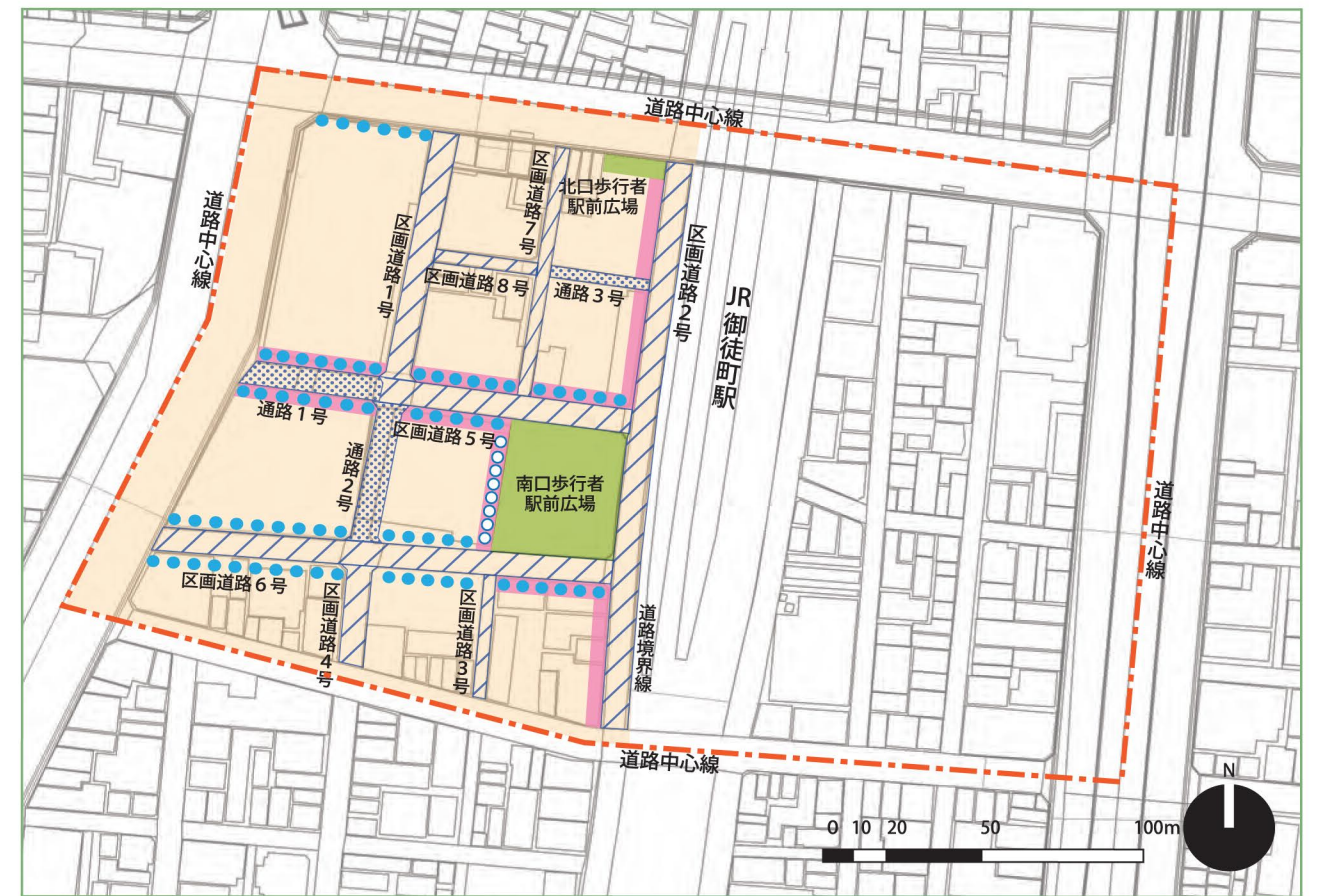 道路中心線
道路中心線
区画道路7号
北口歩行者
駅前広場
区画道路1号
区画道路2号
区画道路8号
通路3号
JR御徒町駅
通路1号
区画道路5号
通路2号
南口歩行者
駅前広場
道路中心線
区画道路6号
区画道路4号
区画道路3号
道路境界線
道路中心線
N
0 10 20 50 100m